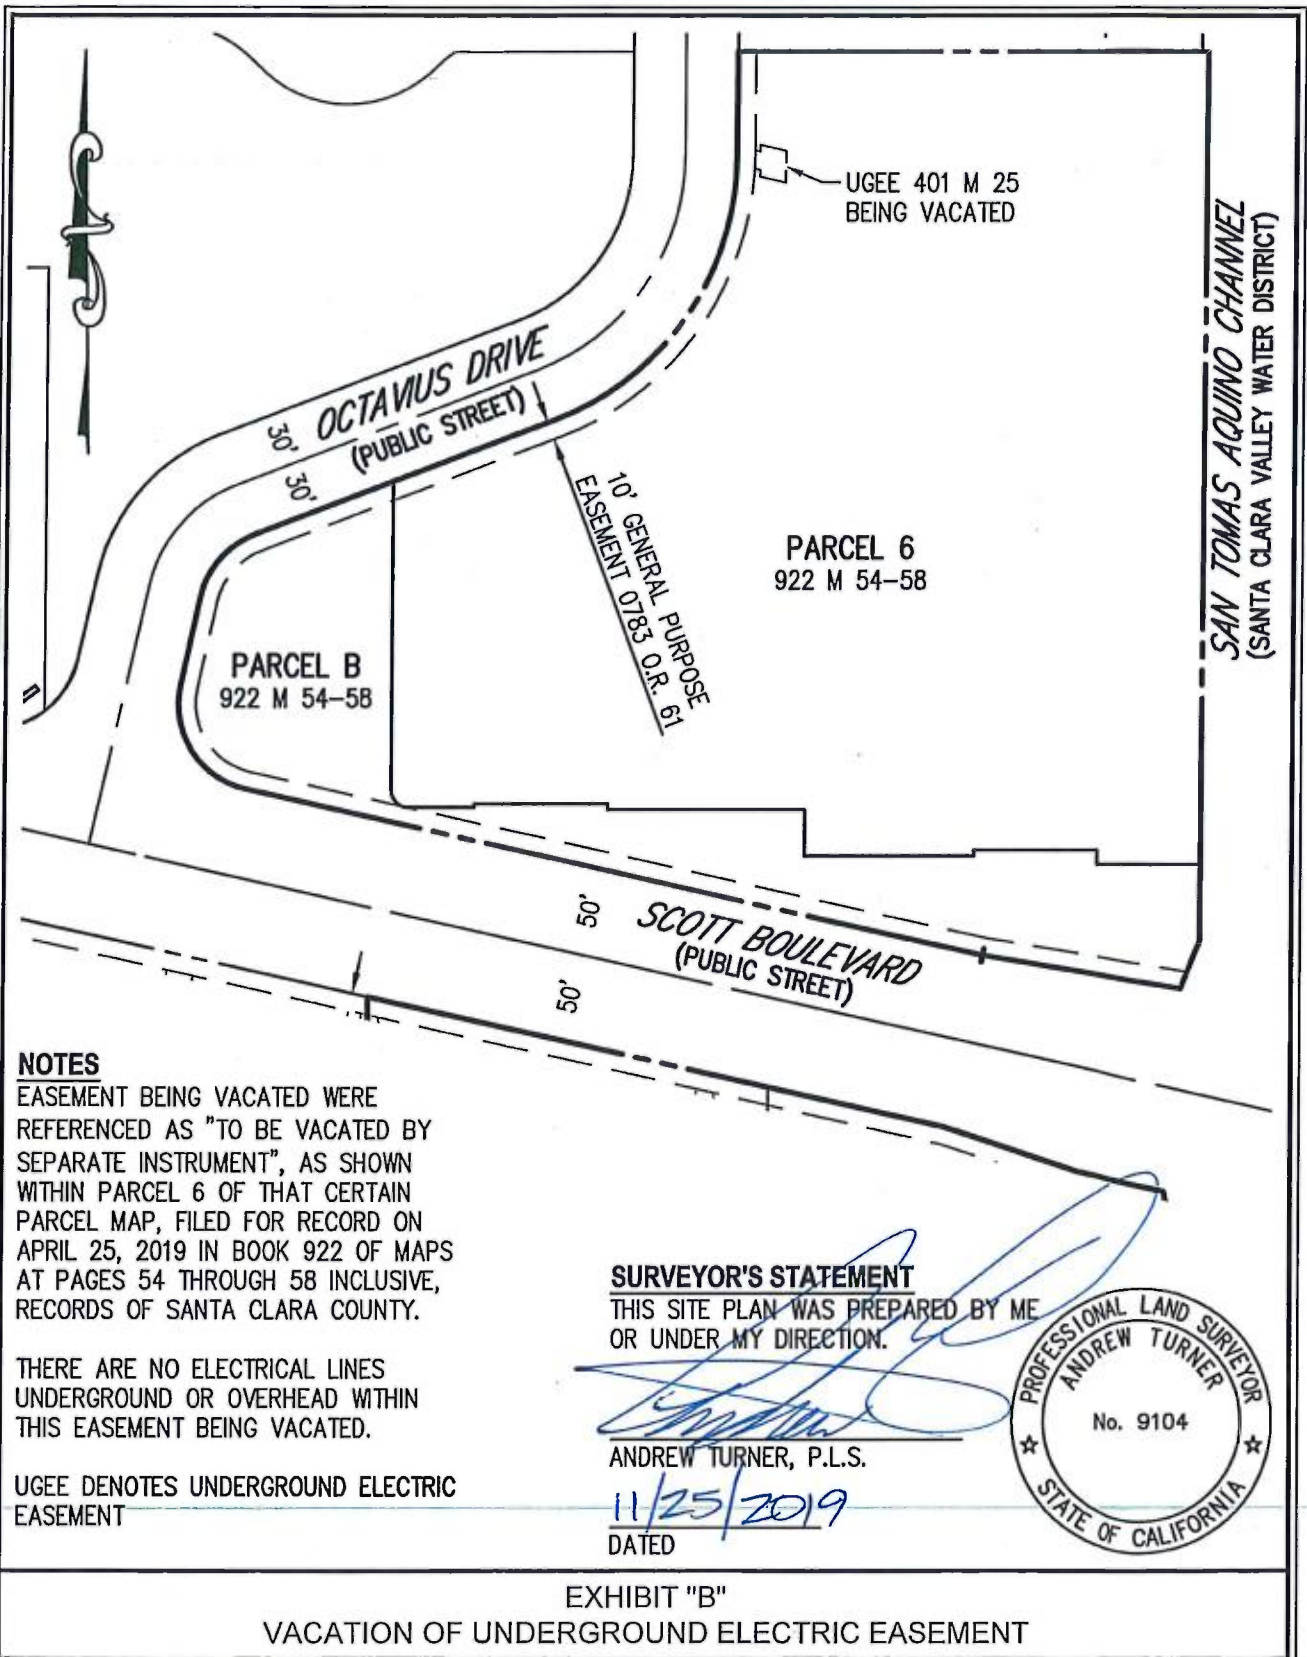 UGEE 401 M 25
BEING VACATED
SAN TOMAS AQUINO CHANNEL
(SANTA CLARA VALLEY WATER DISTRICT)
30' OCTAVIUS DRIVE
30' (PUBLIC STREET)
10' GENERAL PURPOSE
EASEMENT 0783 O.R. 61
PARCEL 6
922 M 54-58
PARCEL B
922 M 54-58
50' SCOTT BOULEVARD
(PUBLIC STREET)
50'
NOTES
EASEMENT BEING VACATED WERE
REFERENCED AS "TO BE VACATED BY
SEPARATE INSTRUMENT", AS SHOWN
WITHIN PARCEL 6 OF THAT CERTAIN
PARCEL MAP, FILED FOR RECORD ON
APRIL 25, 2019 IN BOOK 922 OF MAPS
AT PAGES 54 THROUGH 58 INCLUSIVE,
RECORDS OF SANTA CLARA COUNTY.
THERE ARE NO ELECTRICAL LINES
UNDERGROUND OR OVERHEAD WITHIN
THIS EASEMENT BEING VACATED.
UGEE DENOTES UNDERGROUND ELECTRIC
EASEMENT
SURVEYOR'S STATEMENT
THIS SITE PLAN WAS PREPARED BY ME
OR UNDER MY DIRECTION.
ANDREW TURNER, P.L.S.
11/25/2019
DATED
PROFESSIONAL LAND SURVEYOR
ANDREW TURNER
No. 9104
STATE OF CALIFORNIA
EXHIBIT "B"
VACATION OF UNDERGROUND ELECTRIC EASEMENT